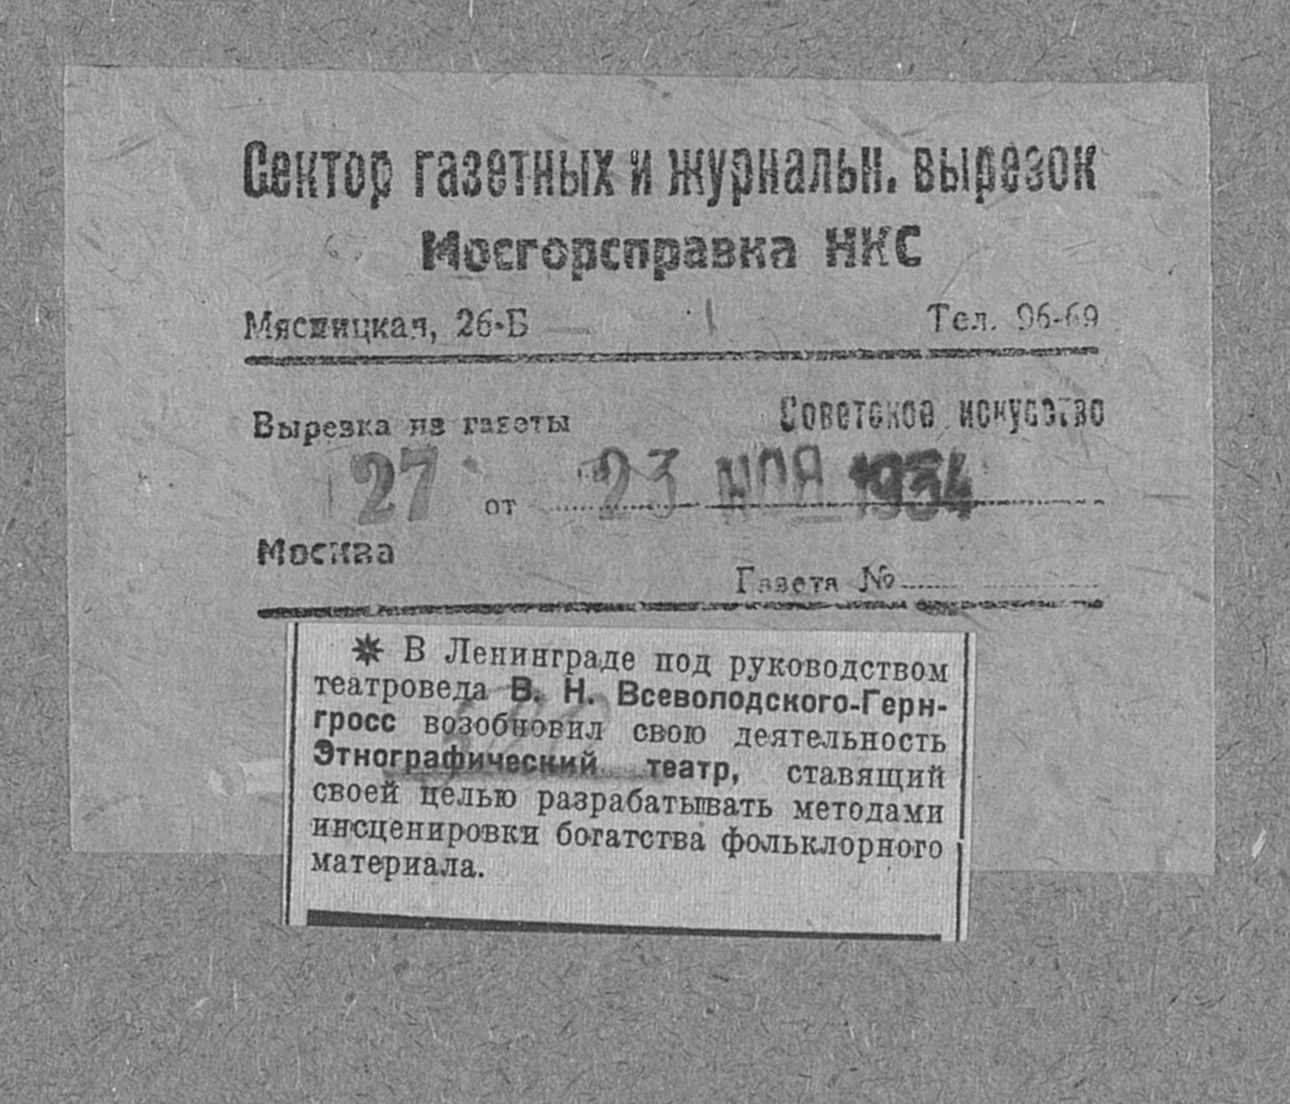 Сектор газетных и журнальн. вырезок
Мосгорсправка НКС
Мясницкая, 26-Б Тел. 96-69
Вырезка из газеты Советское искусство
27 от 23 НОЯ 1934
Москва
Газета №
В Ленинграде под руководством
театроведа В. Н. Всеволодского-Герн-
гросс возобновил свою деятельность
Этнографический театр, ставящий
своей целью разрабатывать методами
инсценировки богатства фольклорного
материала.